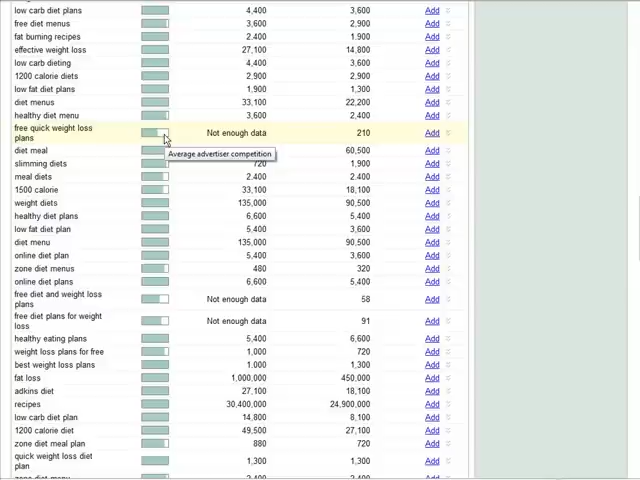 low carb diet plans 4,400 3,600 Add
free diet menus 3,600 2,900 Add
fat burning recipes 2,400 1,900 Add
effective weight loss 27,100 14,800 Add
low carb dieting 4,400 3,600 Add
1200 calorie diets 2,900 2,900 Add
low fat diet plans 1,900 1,300 Add
diet menus 33,100 22,200 Add
healthy diet menu 3,600 2,400 Add
free quick weight loss
plans Not enough data 210 Add
diet meal 60,500 Add
Average advertiser competition
slimming diets 720 1,900 Add
meal diets 2,400 2,400 Add
1500 calorie 33,100 18,100 Add
weight diets 135,000 90,500 Add
healthy diet plans 6,600 5,400 Add
low fat diet plan 5,400 3,600 Add
diet menu 135,000 90,500 Add
online diet plan 5,400 3,600 Add
zone diet menus 480 320 Add
online diet plans 6,600 5,400 Add
free diet and weight loss
plans Not enough data 58 Add
free diet plans for weight
loss Not enough data 91 Add
healthy eating plans 5,400 6,600 Add
weight loss plans for free 1,000 720 Add
best weight loss plans 1,000 1,300 Add
fat loss 1,000,000 450,000 Add
adkins diet 27,100 18,100 Add
recipes 30,400,000 24,900,000 Add
low carb diet plan 14,800 8,100 Add
1200 calorie diet 49,500 27,100 Add
zone diet meal plan 880 720 Add
quick weight loss diet
plan 1,300 1,300 Add